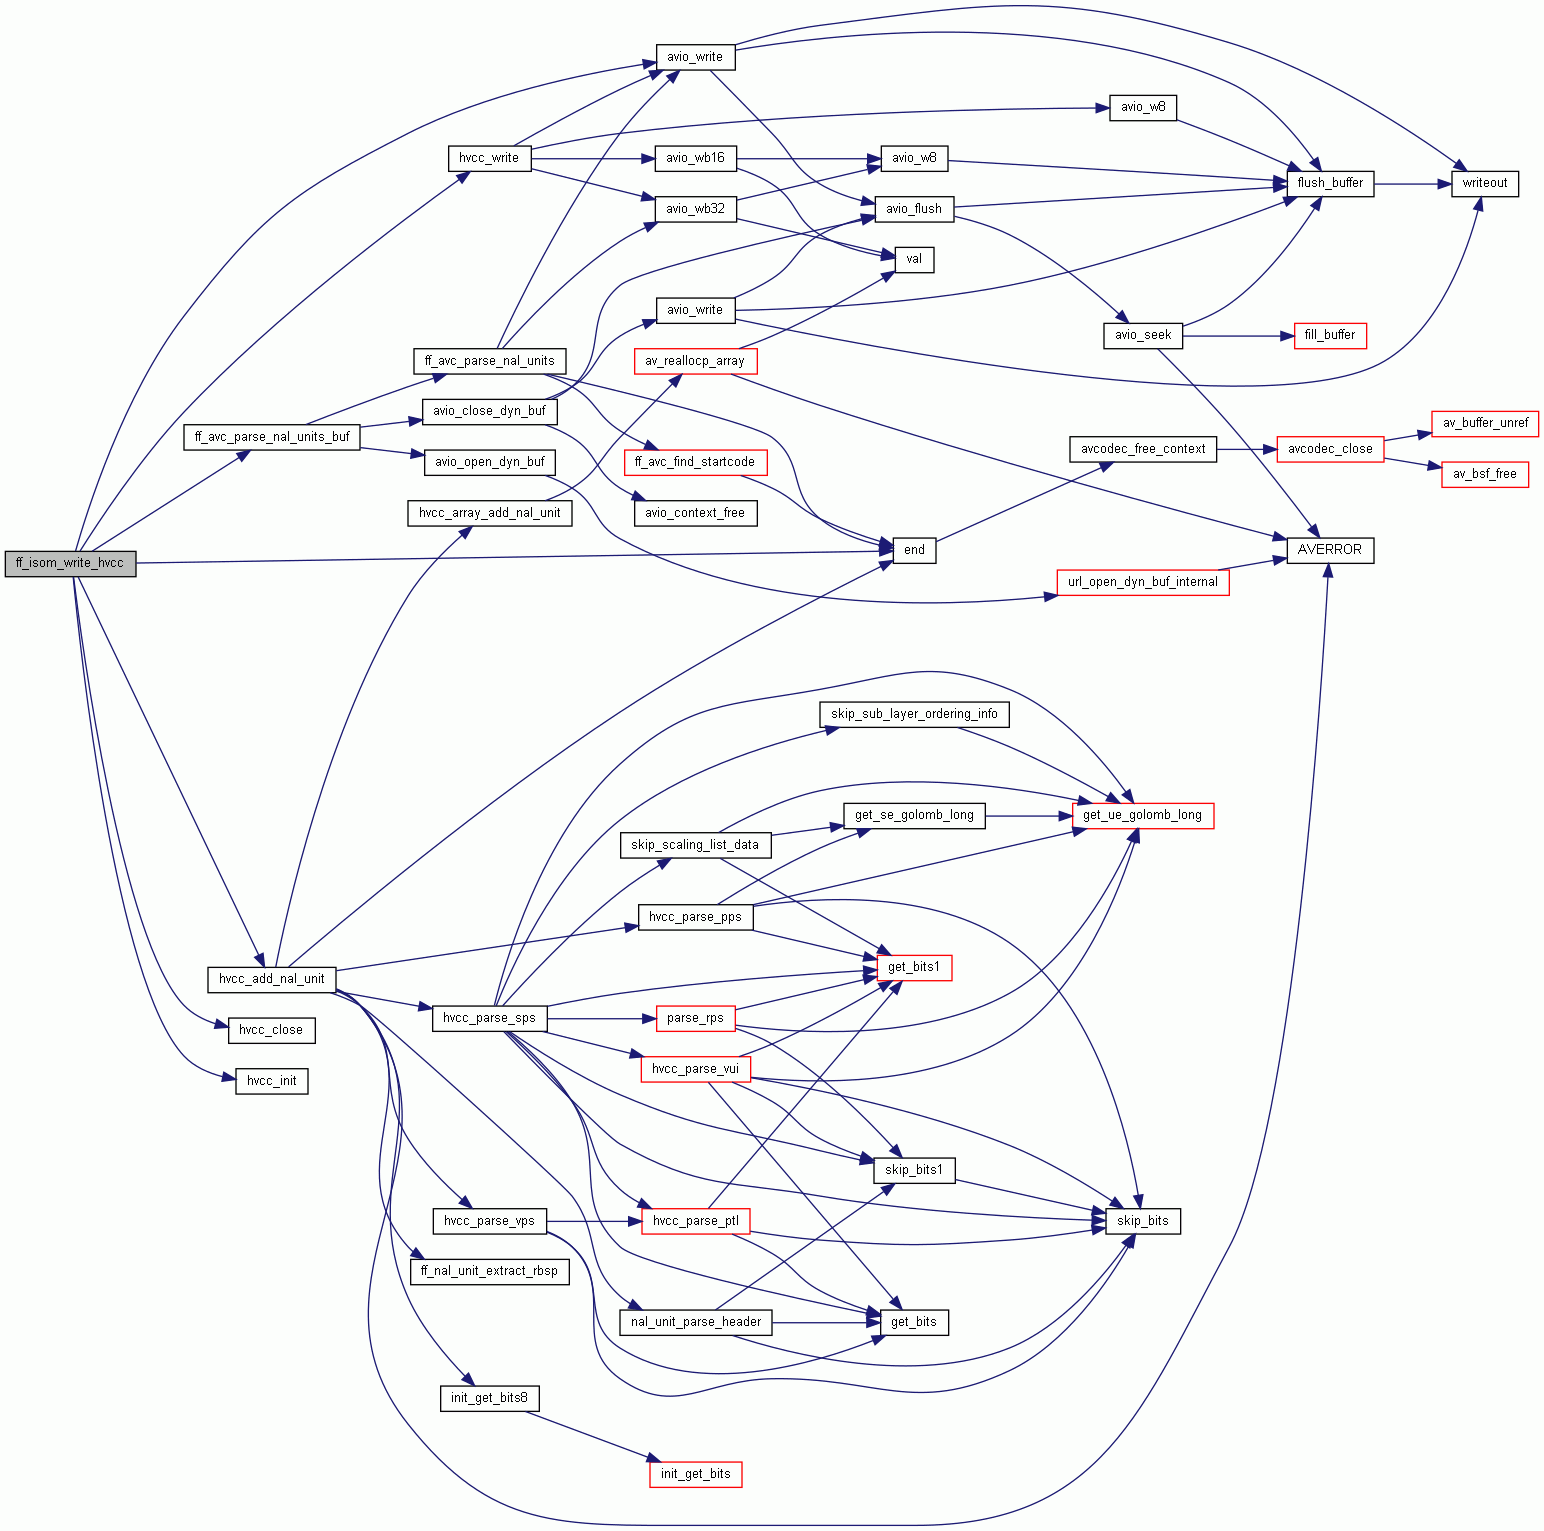 avio_write
avio_w8
hvcc_write
avio_wb16
avio_w8
flush_buffer
writeout
avio_wb32
avio_flush
val
avio_write
avio_seek
fill_buffer
ff_avc_parse_nal_units
av_reallocp_array
avio_close_dyn_buf
av_buffer_unref
ff_avc_parse_nal_units_buf
avcodec_free_context
avcodec_close
avio_open_dyn_buf
ff_avc_find_startcode
av_bsf_free
hvcc_array_add_nal_unit
avio_context_free
end
AVERROR
ff_isom_write_hvcc
url_open_dyn_buf_internal
skip_sub_layer_ordering_info
get_se_golomb_long
get_ue_golomb_long
skip_scaling_list_data
hvcc_parse_pps
get_bits1
hvcc_add_nal_unit
hvcc_parse_sps
parse_rps
hvcc_close
hvcc_parse_vui
hvcc_init
skip_bits1
hvcc_parse_vps
hvcc_parse_ptl
skip_bits
ff_nal_unit_extract_rbsp
nal_unit_parse_header
get_bits
init_get_bits8
init_get_bits